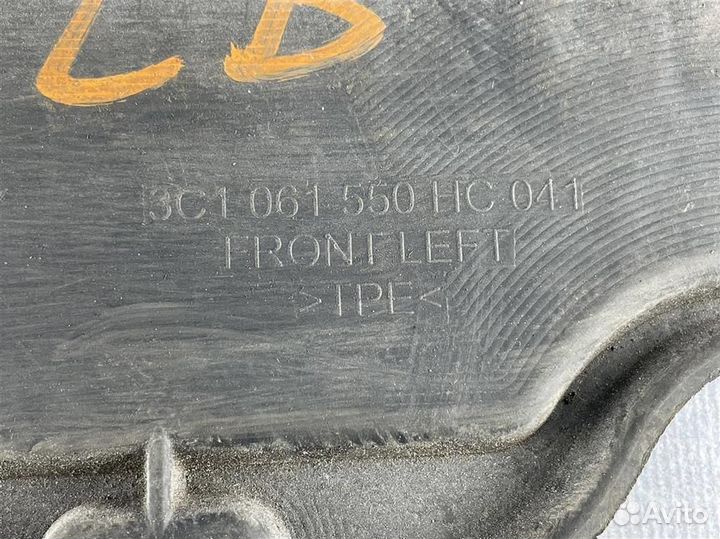 LD
3C1 061 550 HC 041
FRONT LEFT
>TPE<
Avito